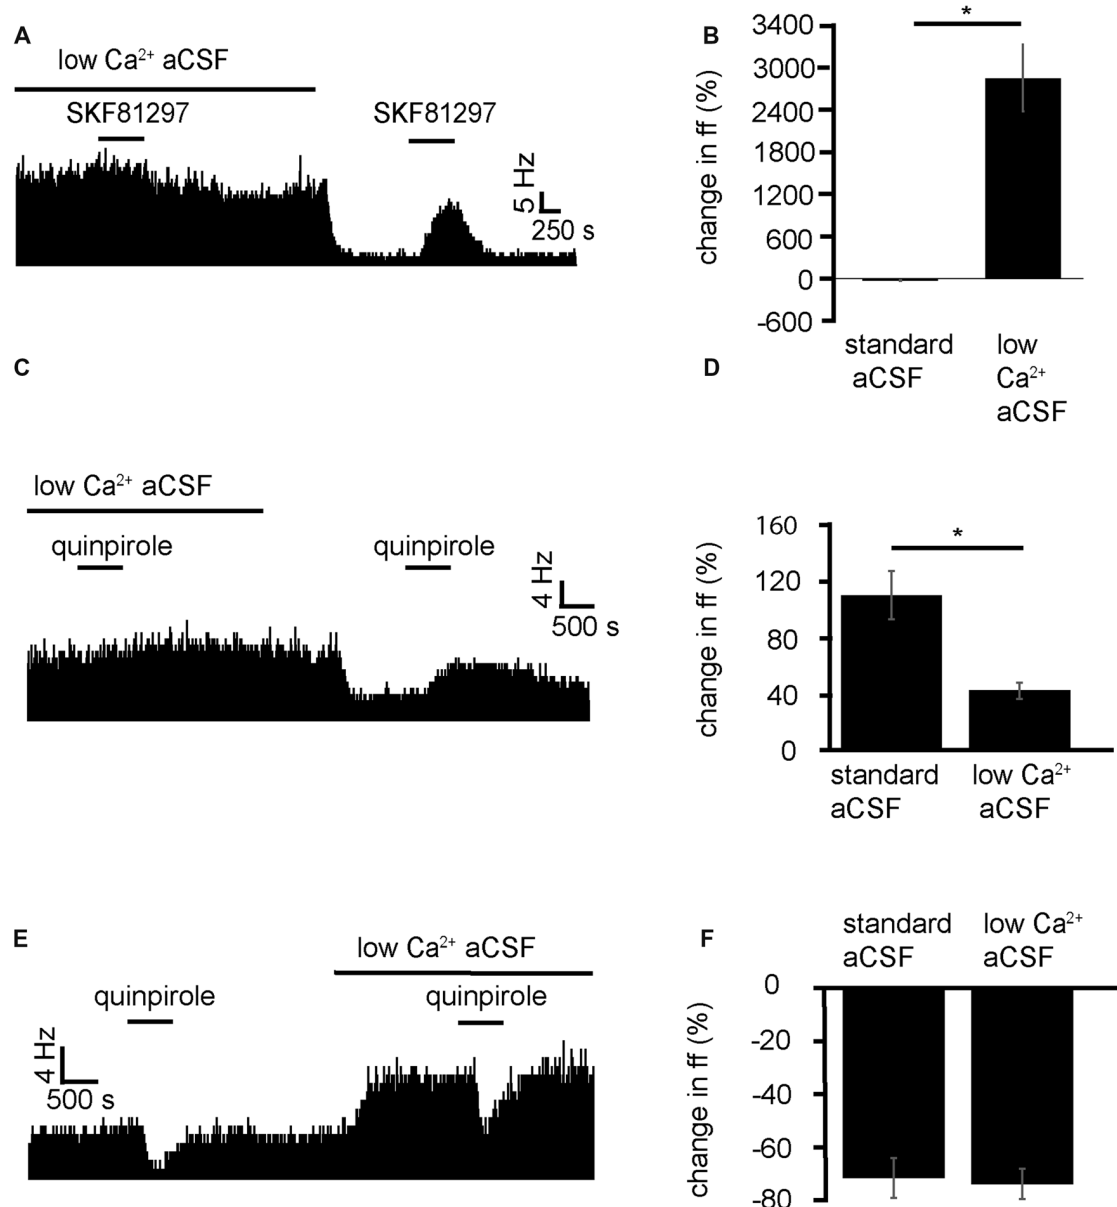 A
low Ca²⁺ aCSF
SKF81297
SKF81297
5 Hz
250 s
B
change in ff (%)
3400
3000
2400
1800
1200
600
0
-600
*
standard
aCSF
low
Ca²⁺
aCSF
C
low Ca²⁺ aCSF
quinpirole
quinpirole
4 Hz
500 s
D
change in ff (%)
160
120
80
40
0
*
standard
aCSF
low Ca²⁺
aCSF
E
low Ca²⁺ aCSF
quinpirole
quinpirole
4 Hz
500 s
F
standard
aCSF
low Ca²⁺
aCSF
change in ff (%)
0
-20
-40
-60
-80